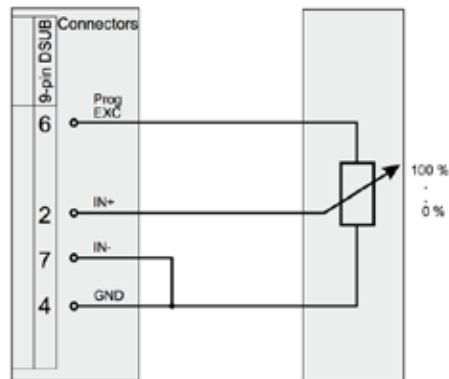 9-pin DSUB
Connectors
6 Prog
EXC
2 IN+
7 IN-
4 GND
100 %
.
:
0 %